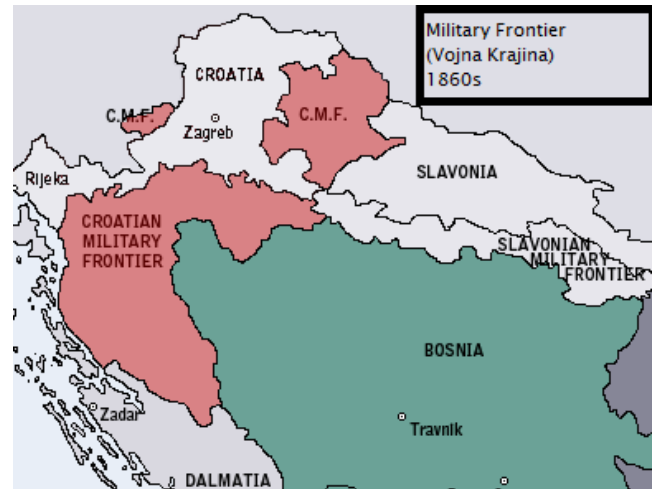 Military Frontier
(Vojna Krajina)
1860s
CROATIA
C.M.F.
Zagreb
C.M.F.
Rijeka
SLAVONIA
CROATIAN
MILITARY
FRONTIER
SLAVONIAN
MILITARY
FRONTIER
BOSNIA
Zadar
Travnik
DALMATIA